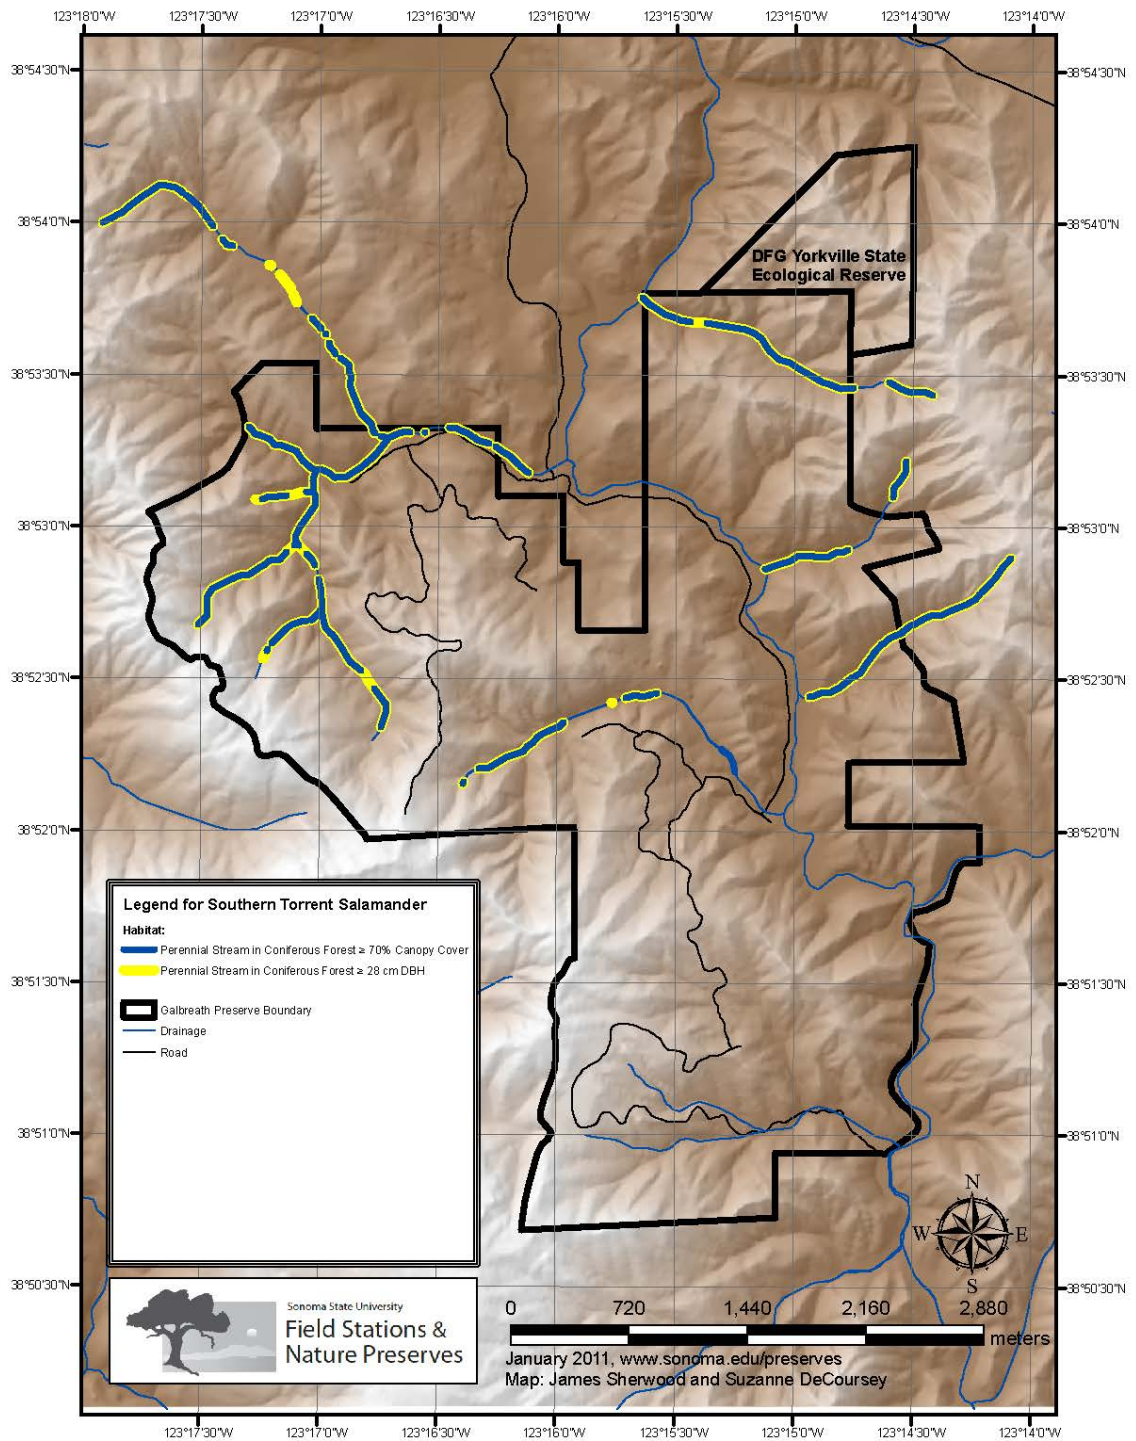 123°18'0"W 123°17'30"W 123°17'0"W 123°16'30"W 123°16'0"W 123°15'30"W 123°15'0"W 123°14'30"W 123°14'0"W
38°54'30"N 38°54'30"N
38°54'0"N 38°54'0"N
DFG Yorkville State
Ecological Reserve
38°53'30"N 38°53'30"N
38°53'0"N 38°53'0"N
38°52'30"N 38°52'30"N
38°52'0"N 38°52'0"N
Legend for Southern Torrent Salamander
Habitat:
Perennial Stream in Coniferous Forest ≥ 70% Canopy Cover
Perennial Stream in Coniferous Forest ≥ 28 cm DBH
38°51'30"N 38°51'30"N
Galbreath Preserve Boundary
Drainage
Road
38°51'0"N 38°51'0"N
N
W E
S
38°50'30"N 38°50'30"N
Sonoma State University
Field Stations &
Nature Preserves
0 720 1,440 2,160 2,880
meters
January 2011, www.sonoma.edu/preserves
Map: James Sherwood and Suzanne DeCoursey
123°17'30"W 123°17'0"W 123°16'30"W 123°16'0"W 123°15'30"W 123°15'0"W 123°14'30"W 123°14'0"W